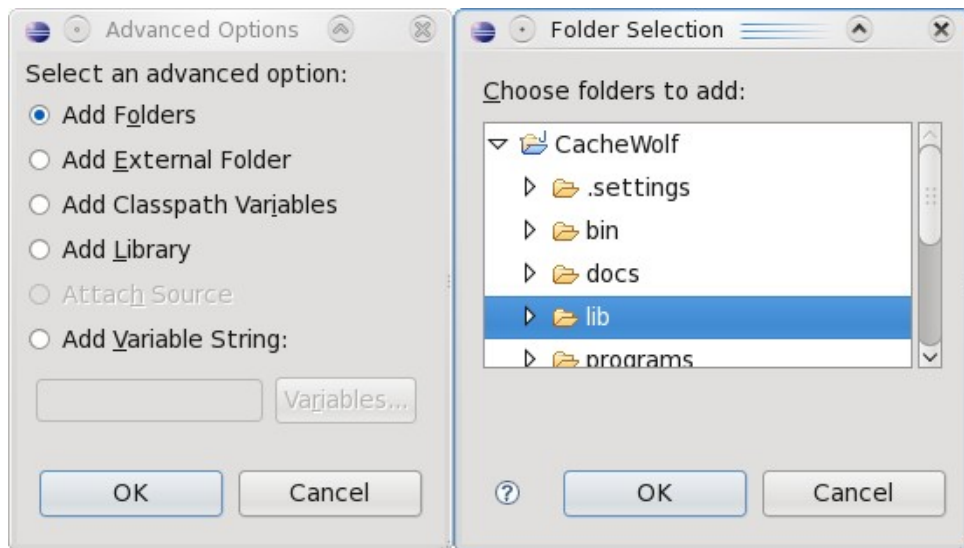 Advanced Options
Select an advanced option:
Add Folders
Add External Folder
Add Classpath Variables
Add Library
Attach Source
Add Variable String:
Variables...
OK
Cancel
Folder Selection
Choose folders to add:
CacheWolf
.settings
bin
docs
lib
programs
?
OK
Cancel